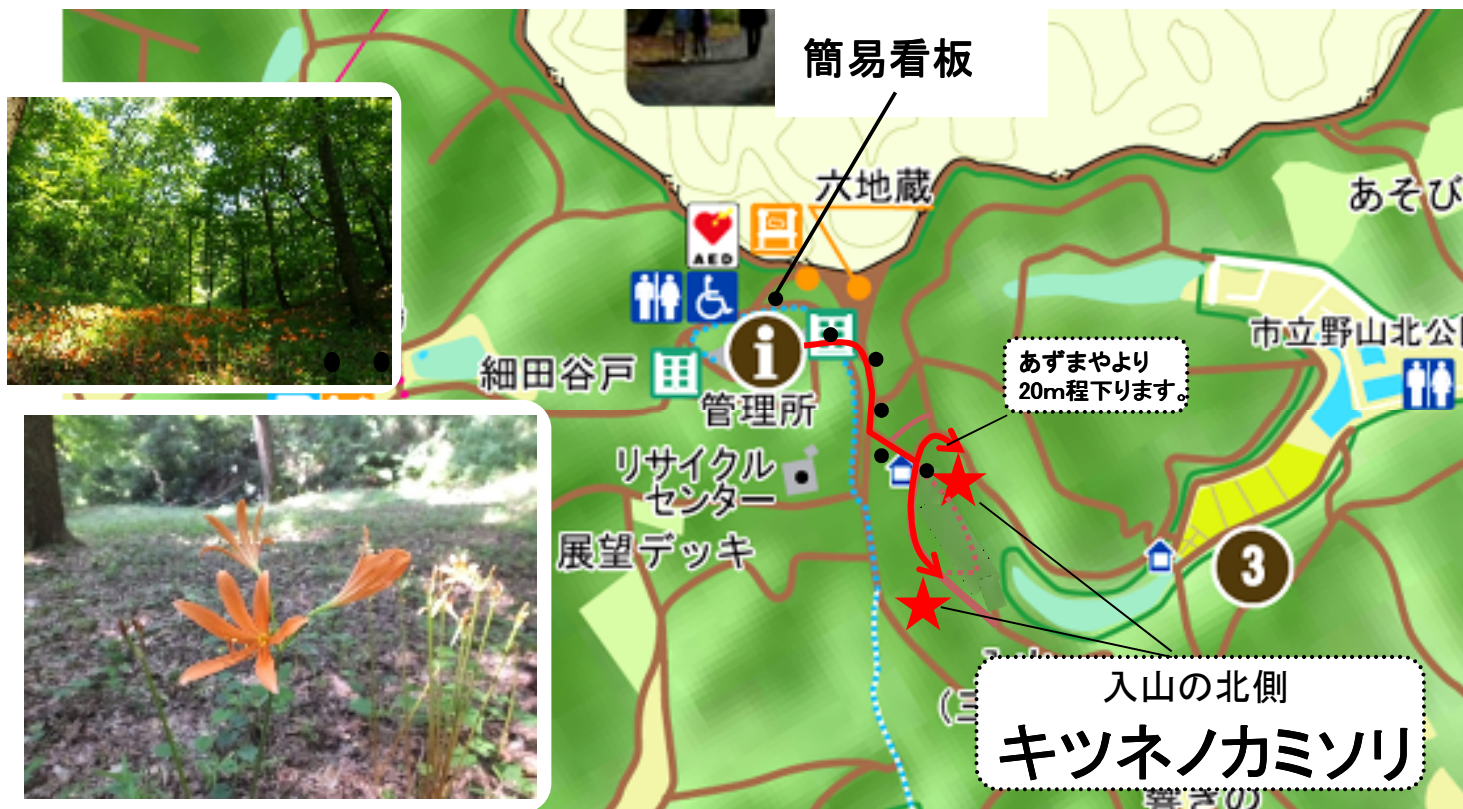 簡易看板
六地蔵
AED
あそび
i
市立野山北公
細田谷戸
管理所
あずまやより
20m程下ります。
リサイクル
センター
展望デッキ
3
入山の北側
キツネノカミソリ